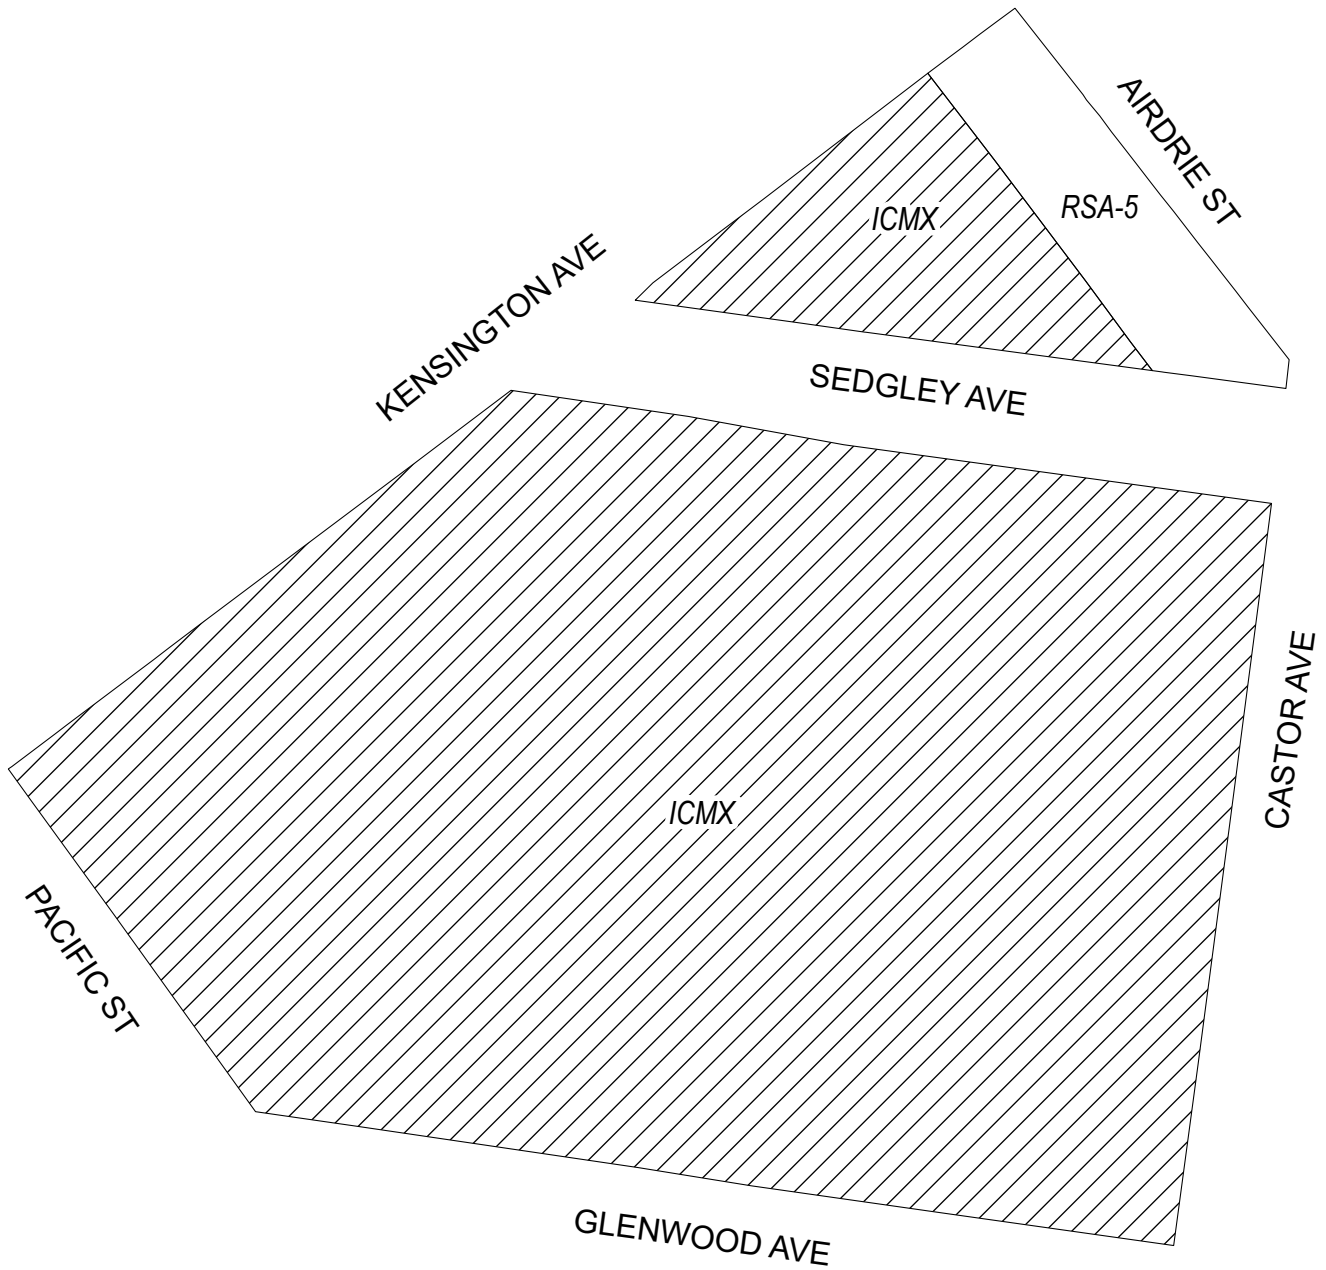 AIRDRIE ST
RSA-5
ICMX
KENSINGTON AVE
SEDGLEY AVE
CASTOR AVE
ICMX
PACIFIC ST
GLENWOOD AVE